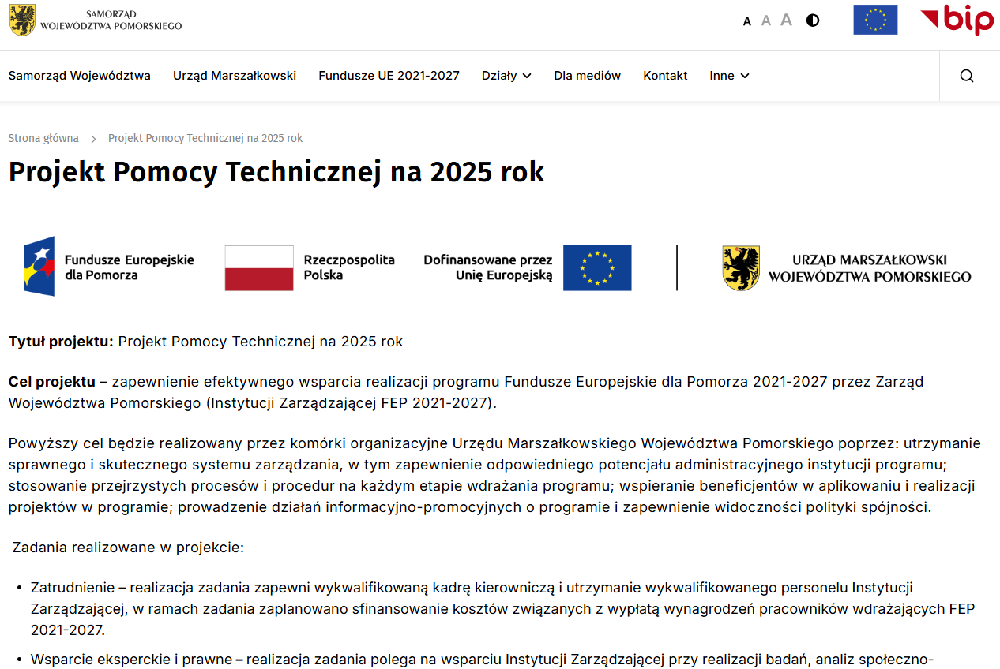 SAMORZĄD
WOJEWÓDZTWA POMORSKIEGO
A A A
bip
Samorząd Województwa Urząd Marszałkowski Fundusze UE 2021-2027 Działy Dla mediów Kontakt Inne
Strona główna Projekt Pomocy Technicznej na 2025 rok
Projekt Pomocy Technicznej na 2025 rok
Fundusze Europejskie
dla Pomorza
Rzeczpospolita
Polska
Dofinansowane przez
Unię Europejską
URZĄD MARSZAŁKOWSKI
WOJEWÓDZTWA POMORSKIEGO
Tytuł projektu: Projekt Pomocy Technicznej na 2025 rok
Cel projektu – zapewnienie efektywnego wsparcia realizacji programu Fundusze Europejskie dla Pomorza 2021-2027 przez Zarząd
Województwa Pomorskiego (Instytucji Zarządzającej FEP 2021-2027).
Powyższy cel będzie realizowany przez komórki organizacyjne Urzędu Marszałkowskiego Województwa Pomorskiego poprzez: utrzymanie
sprawnego i skutecznego systemu zarządzania, w tym zapewnienie odpowiedniego potencjału administracyjnego instytucji programu;
stosowanie przejrzystych procesów i procedur na każdym etapie wdrażania programu; wspieranie beneficjentów w aplikowaniu i realizacji
projektów w programie; prowadzenie działań informacyjno-promocyjnych o programie i zapewnienie widoczności polityki spójności.
Zadania realizowane w projekcie:
• Zatrudnienie – realizacja zadania zapewni wykwalifikowaną kadrę kierowniczą i utrzymanie wykwalifikowanego personelu Instytucji
Zarządzającej, w ramach zadania zaplanowano sfinansowanie kosztów związanych z wypłatą wynagrodzeń pracowników wdrażających FEP
2021-2027.
• Wsparcie eksperckie i prawne – realizacja zadania polega na wsparciu Instytucji Zarządzającej przy realizacji badań, analiz społeczno-